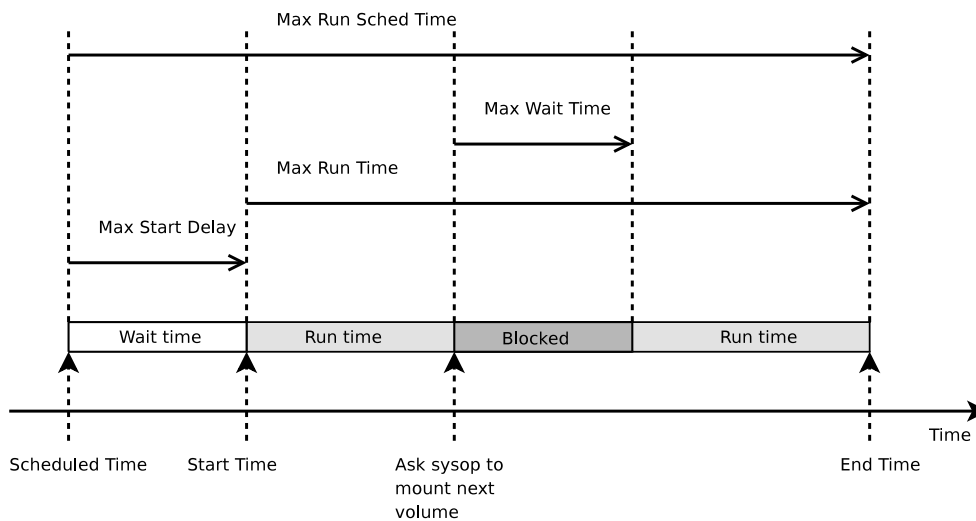 Max Run Sched Time
Max Wait Time
Max Run Time
Max Start Delay
Wait time
Run time
Blocked
Run time
Time
Scheduled Time
Start Time
Ask sysop to
mount next
volume
End Time